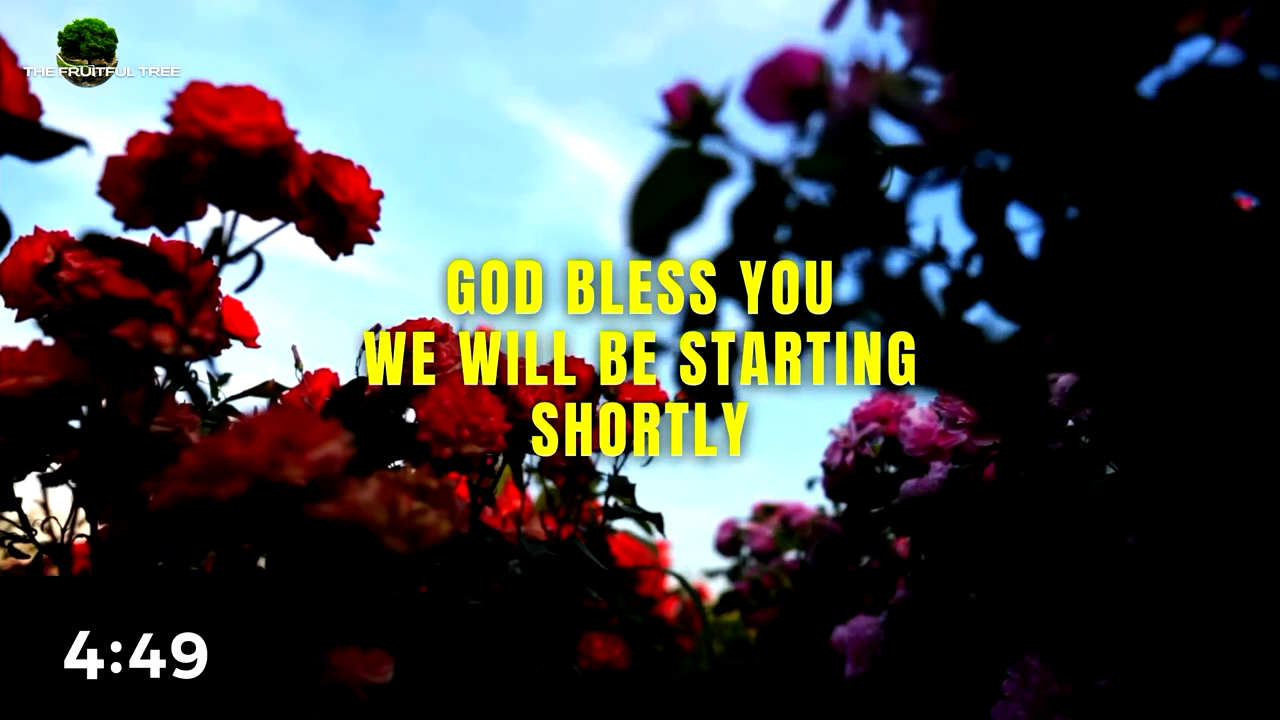 THE FRUITFUL TREE
GOD BLESS YOU
WE WILL BE STARTING
SHORTLY
4:49